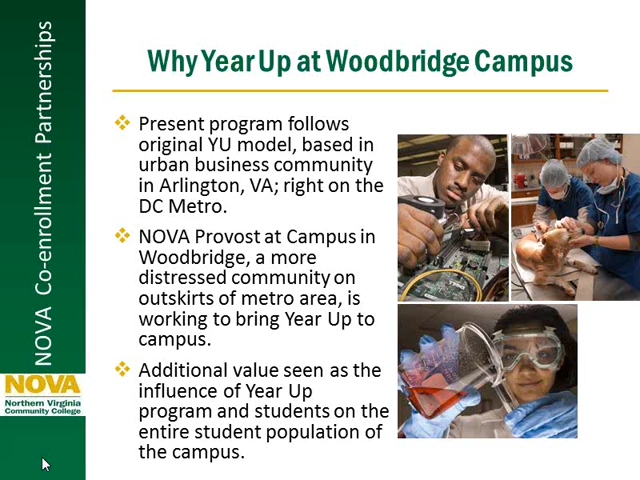 NOVA Co-enrollment Partnerships
NOVA
Northern Virginia
Community College
Why Year Up at Woodbridge Campus
Present program follows
original YU model, based in
urban business community
in Arlington, VA; right on the
DC Metro.
NOVA Provost at Campus in
Woodbridge, a more
distressed community on
outskirts of metro area, is
working to bring Year Up to
campus.
Additional value seen as the
influence of Year Up
program and students on the
entire student population of
the campus.